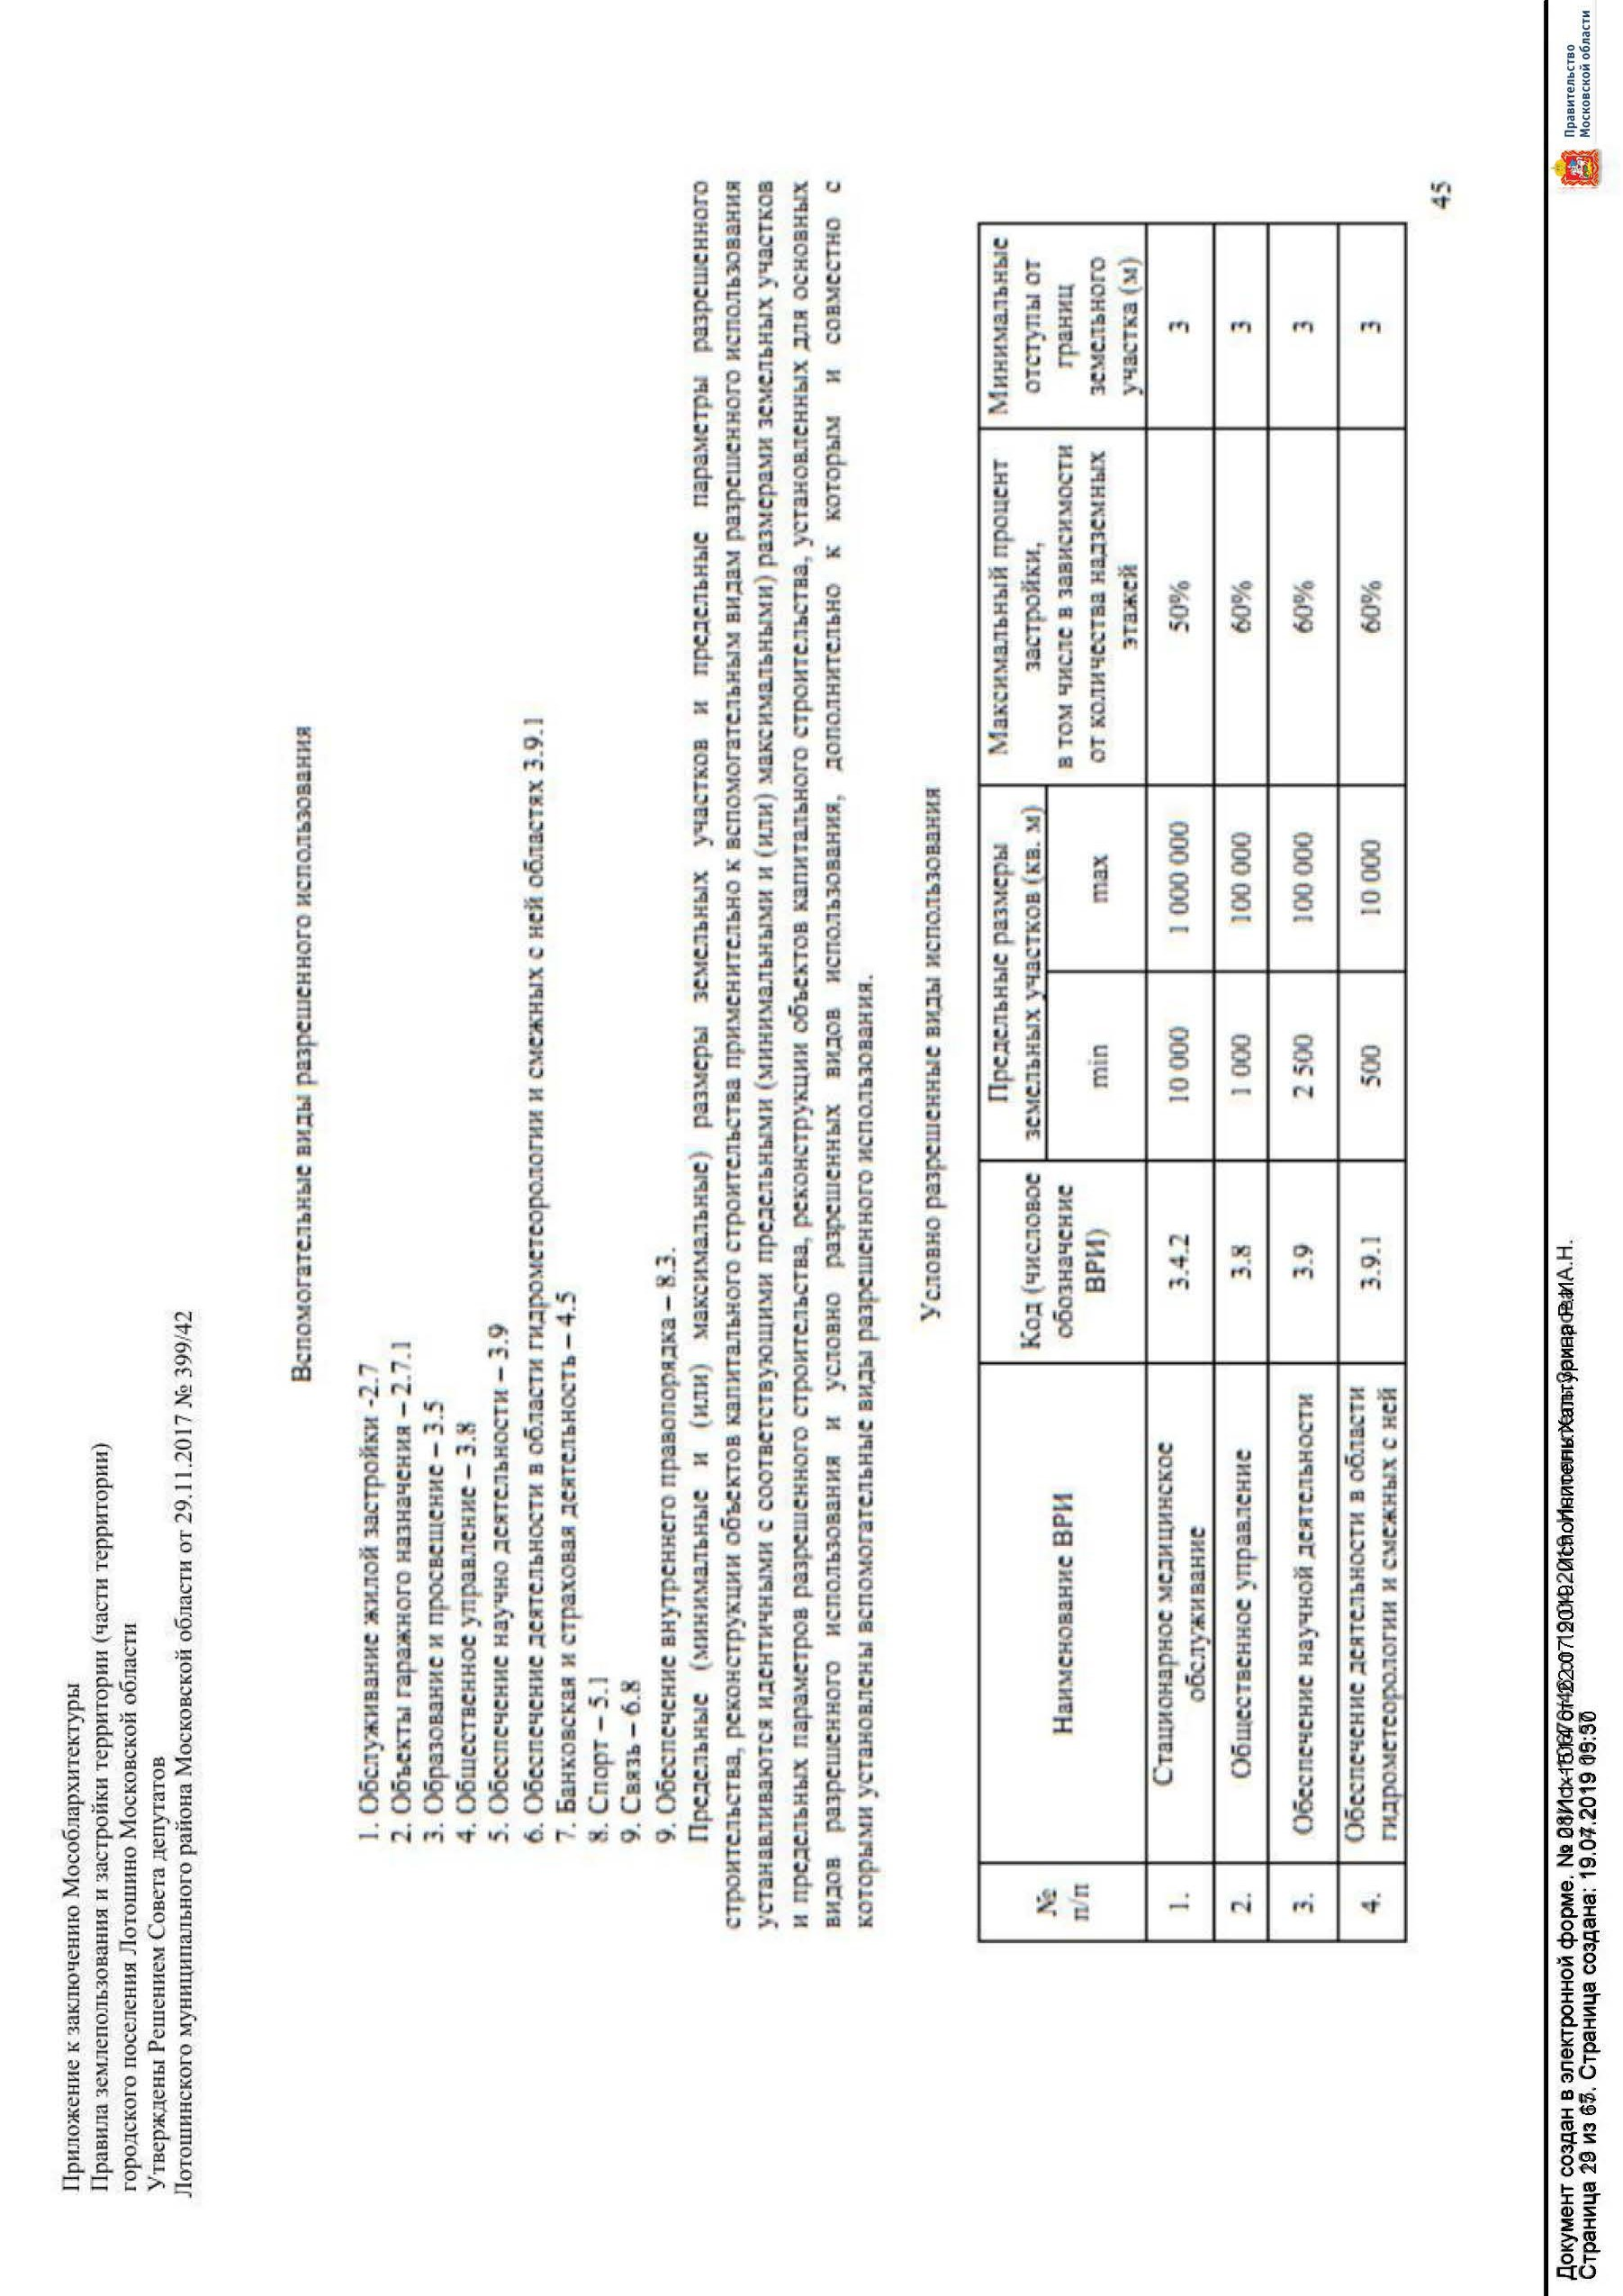 Приложение к заключению Мособлархитектуры
Правила землепользования и застройки территории (части территории)
городского поселения Лотошино Московской области
Утверждены Решением Совета депутатов
Лотошинского муниципального района Московской области от 29.11.2017 № 399/42
Вспомогательные виды разрешенного использования
1. Обслуживание жилой застройки -2.7
2. Объекты гаражного назначения – 2.7.1
3. Образование и просвещение – 3.5
4. Общественное управление – 3.8
5. Обеспечение научно деятельности – 3.9
6. Обеспечение деятельности в области гидрометеорологии и смежных с ней областях 3.9.1
7. Банковская и страховая деятельность – 4.5
8. Спорт – 5.1
9. Связь – 6.8
9. Обеспечение внутреннего правопорядка – 8.3.
Предельные (минимальные и (или) максимальные) размеры земельных участков и предельные параметры разрешенного
строительства, реконструкции объектов капитального строительства применительно к вспомогательным видам разрешенного использования
устанавливаются идентичными с соответствующими предельными (минимальными и (или) максимальными) размерами земельных участков
и предельных параметров разрешенного строительства, реконструкции объектов капитального строительства, установленных для основных
видов разрешенного использования и условно разрешенных видов использования, дополнительно к которым и совместно с
которыми установлены вспомогательные виды разрешенного использования.
Условно разрешенные виды использования
№ п/п Наименование ВРИ Код (числовое обозначение ВРИ) Предельные размеры земельных участков (кв. м) Максимальный процент застройки, в том числе в зависимости от количества надземных этажей Минимальные отступы от границ земельного участка (м)
min max
1. Стационарное медицинское обслуживание 3.4.2 10 000 1 000 000 50% 3
2. Общественное управление 3.8 1 000 100 000 60% 3
3. Обеспечение научной деятельности 3.9 2 500 100 000 60% 3
4. Обеспечение деятельности в области гидрометеорологии и смежных с ней 3.9.1 500 10 000 60% 3
45
Документ создан в электронной форме. №
Страница из Страница создана:
Правительство
Московской области